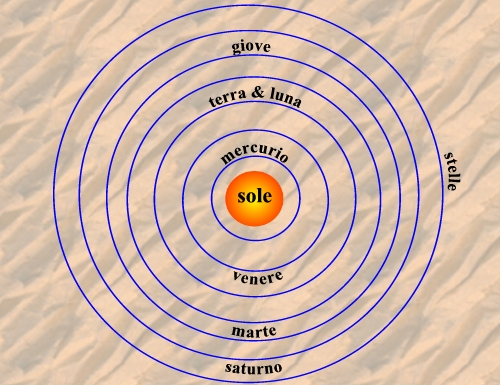 giove
terra & luna
mercurio
stelle
sole
venere
marte
saturno